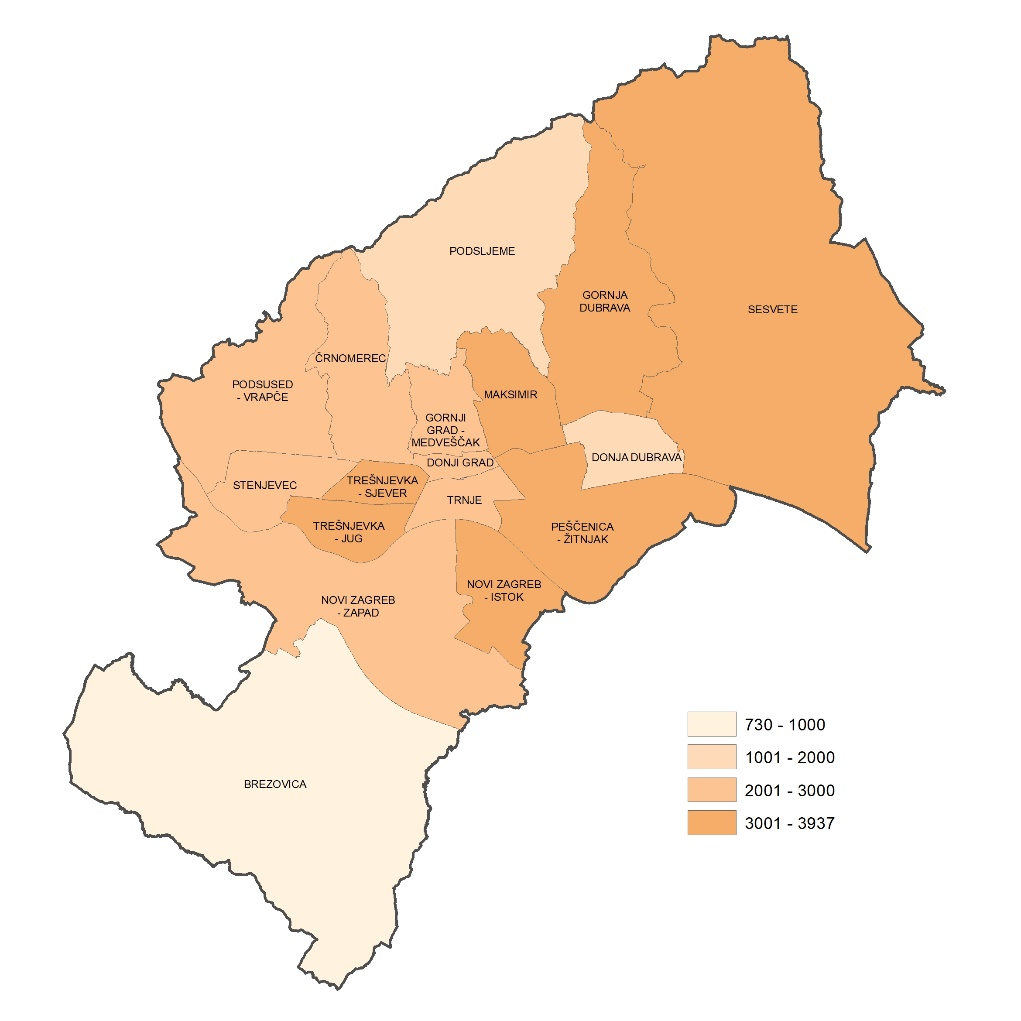 PODSLJEME
GORNJA
DUBRAVA
SESVETE
ČRNOMEREC
PODSUSED
- VRAPČE
MAKSIMIR
GORNJI
GRAD -
MEDVEŠČAK
DONJI GRAD
DONJA DUBRAVA
STENJEVEC
TREŠNJEVKA
- SJEVER
TRNJE
TREŠNJEVKA
- JUG
PEŠČENICA
- ŽITNJAK
NOVI ZAGREB
- ISTOK
NOVI ZAGREB
- ZAPAD
BREZOVICA
730 - 1000
1001 - 2000
2001 - 3000
3001 - 3937